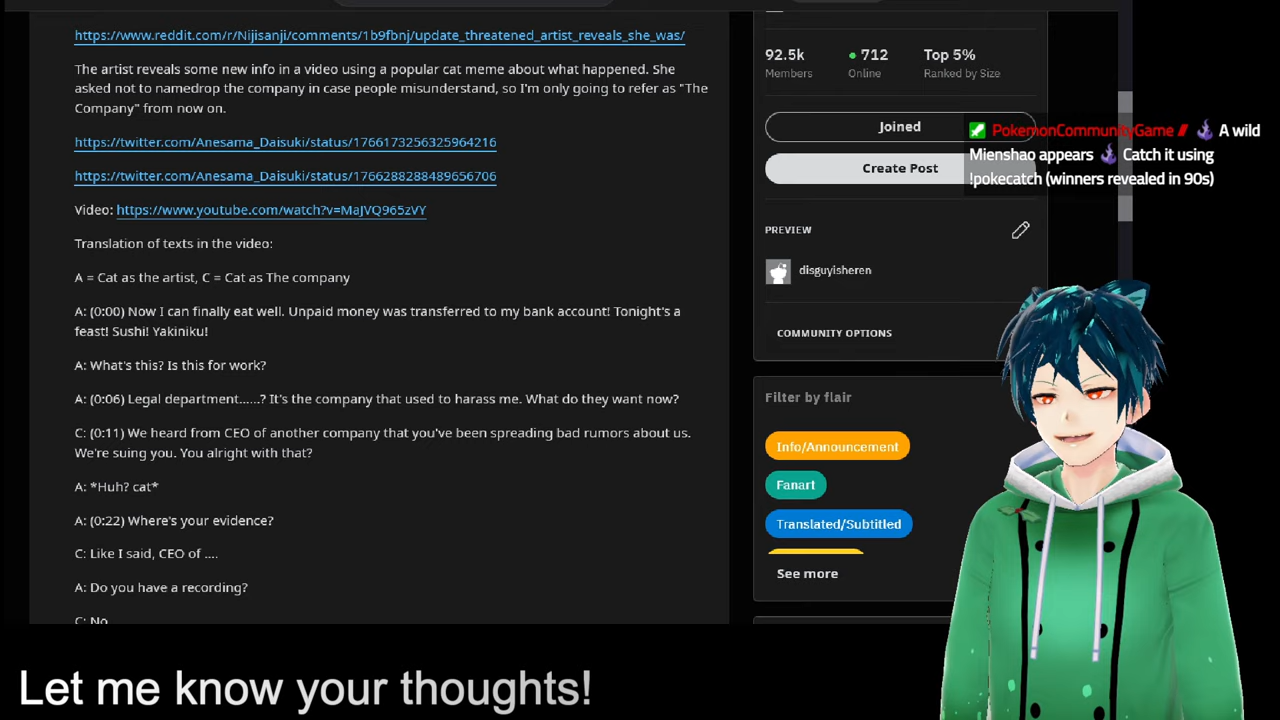 https://www.reddit.com/r/Nijisanji/comments/1b9fbnj/update_threatened_artist_reveals_she_was/
The artist reveals some new info in a video using a popular cat meme about what happened. She
asked not to namedrop the company in case people misunderstand, so I'm only going to refer as "The
Company" from now on.
https://twitter.com/Anesama_Daisuki/status/1766173256325964216
https://twitter.com/Anesama_Daisuki/status/1766288288489656706
Video: https://www.youtube.com/watch?v=MaJVQ965zVY
Translation of texts in the video:
A = Cat as the artist, C = Cat as The company
A: (0:00) Now I can finally eat well. Unpaid money was transferred to my bank account! Tonight's a
feast! Sushi! Yakiniku!
A: What's this? Is this for work?
A: (0:06) Legal department......? It's the company that used to harass me. What do they want now?
C: (0:11) We heard from CEO of another company that you've been spreading bad rumors about us.
We're suing you. You alright with that?
A: *Huh? cat*
A: (0:22) Where's your evidence?
C: Like I said, CEO of ....
A: Do you have a recording?
C: No
92.5k 712 Top 5%
Members Online Ranked by Size
Joined
Create Post
PREVIEW
disguyisheren
COMMUNITY OPTIONS
Filter by flair
Info/Announcement
Fanart
Translated/Subtitled
See more
PokemonCommunityGame A wild
Mienshao appears Catch it using
!pokecatch (winners revealed in 90s)
Let me know your thoughts!